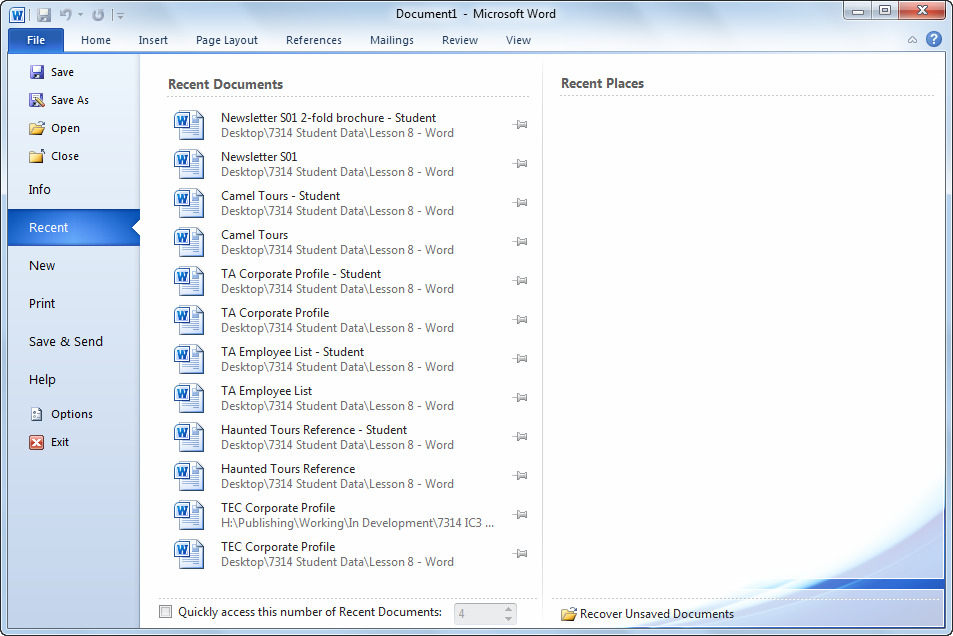 Document1 - Microsoft Word
File Home Insert Page Layout References Mailings Review View
Save
Save As
Open
Close
Info
Recent
New
Print
Save & Send
Help
Options
Exit
Recent Documents
Newsletter S01 2-fold brochure - Student
Desktop\7314 Student Data\Lesson 8 - Word
Newsletter S01
Desktop\7314 Student Data\Lesson 8 - Word
Camel Tours - Student
Desktop\7314 Student Data\Lesson 8 - Word
Camel Tours
Desktop\7314 Student Data\Lesson 8 - Word
TA Corporate Profile - Student
Desktop\7314 Student Data\Lesson 8 - Word
TA Corporate Profile
Desktop\7314 Student Data\Lesson 8 - Word
TA Employee List - Student
Desktop\7314 Student Data\Lesson 8 - Word
TA Employee List
Desktop\7314 Student Data\Lesson 8 - Word
Haunted Tours Reference - Student
Desktop\7314 Student Data\Lesson 8 - Word
Haunted Tours Reference
Desktop\7314 Student Data\Lesson 8 - Word
TEC Corporate Profile
H:\Publishing\Working\In Development\7314 IC3 ...
TEC Corporate Profile
Desktop\7314 Student Data\Lesson 8 - Word
Quickly access this number of Recent Documents: 4
Recent Places
Recover Unsaved Documents